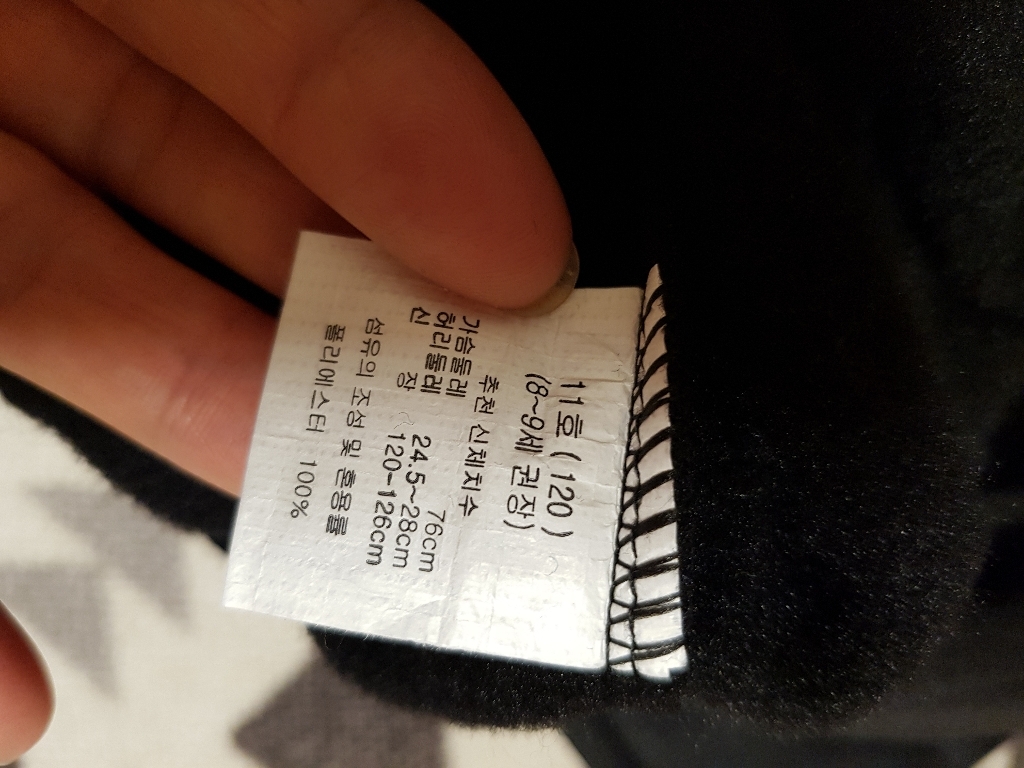 11호 (120)
(8~9세 권장)
추천 신체치수
가슴둘레 76cm
허리둘레 24.5~28cm
신 장 120-126cm
섬유의 조성 및 혼용률
폴리에스터 100%